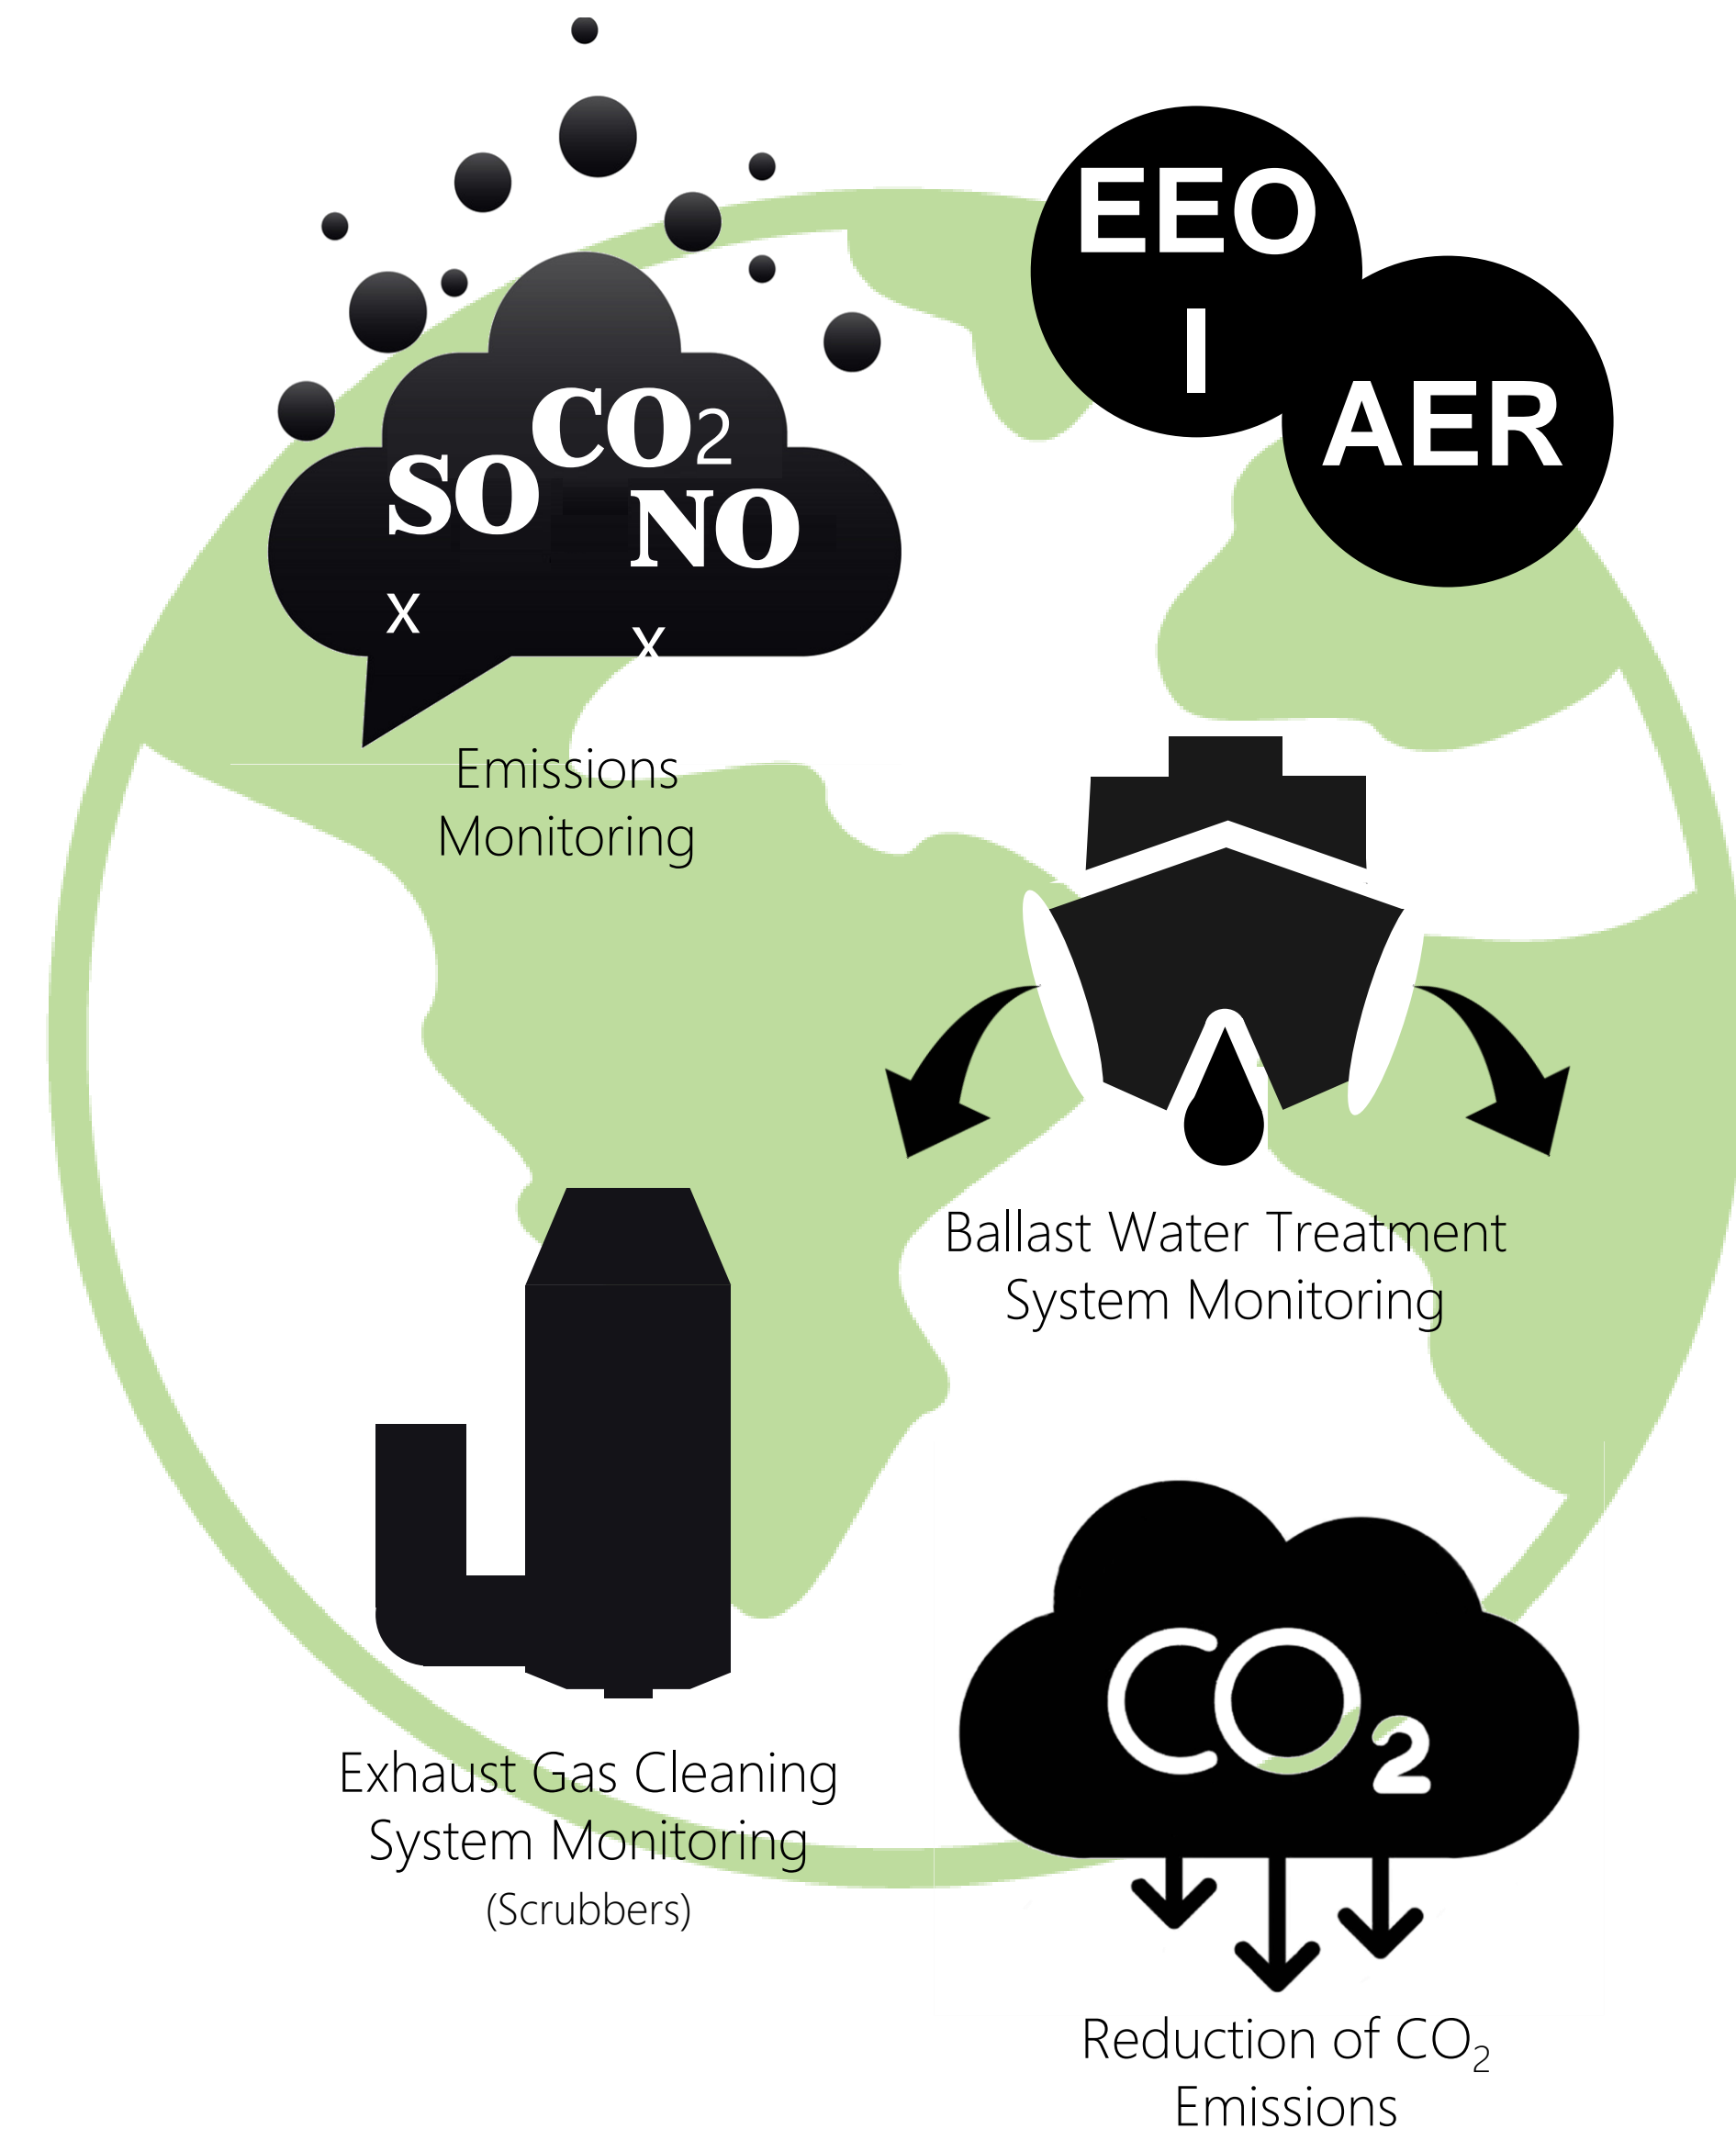 EEO
I
AER
CO₂
SO
NO
x
x
Emissions
Monitoring
Ballast Water Treatment
System Monitoring
CO₂
Exhaust Gas Cleaning
System Monitoring
(Scrubbers)
Reduction of CO₂
Emissions